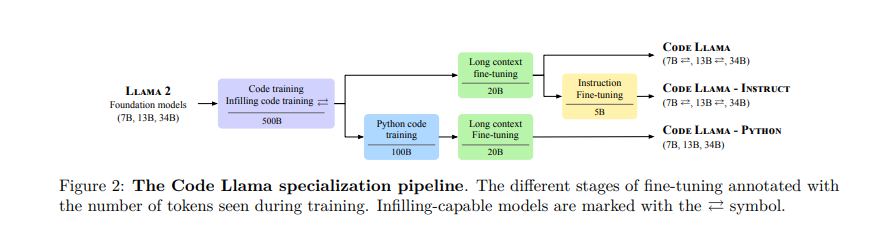 LLAMA 2
Foundation models
(7B, 13B, 34B)
Code training
Infilling code training ⇄
500B
Python code
training
100B
Long context
fine-tuning
20B
Long context
Fine-tuning
20B
Instruction
Fine-tuning
5B
CODE LLAMA
(7B ⇄, 13B ⇄, 34B)
CODE LLAMA - INSTRUCT
(7B ⇄, 13B ⇄, 34B)
CODE LLAMA - PYTHON
(7B, 13B, 34B)
Figure 2: The Code Llama specialization pipeline. The different stages of fine-tuning annotated with
the number of tokens seen during training. Infilling-capable models are marked with the ⇄ symbol.